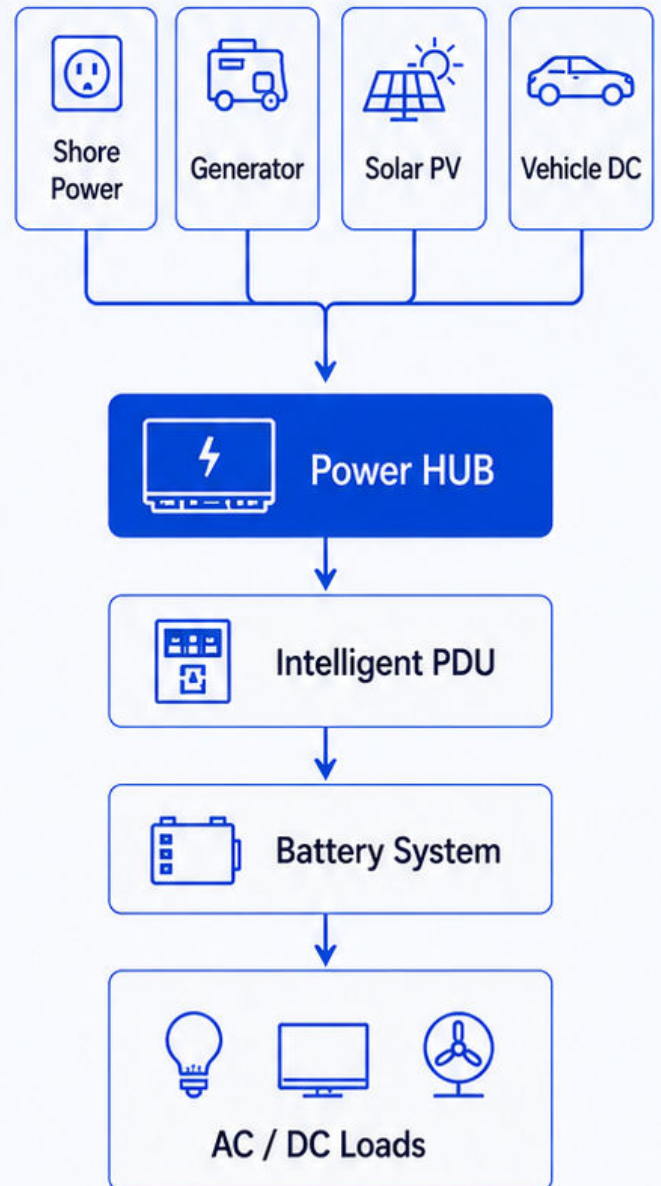 Shore
Power
Generator
Solar PV
Vehicle DC
Power HUB
Intelligent PDU
Battery System
AC / DC Loads